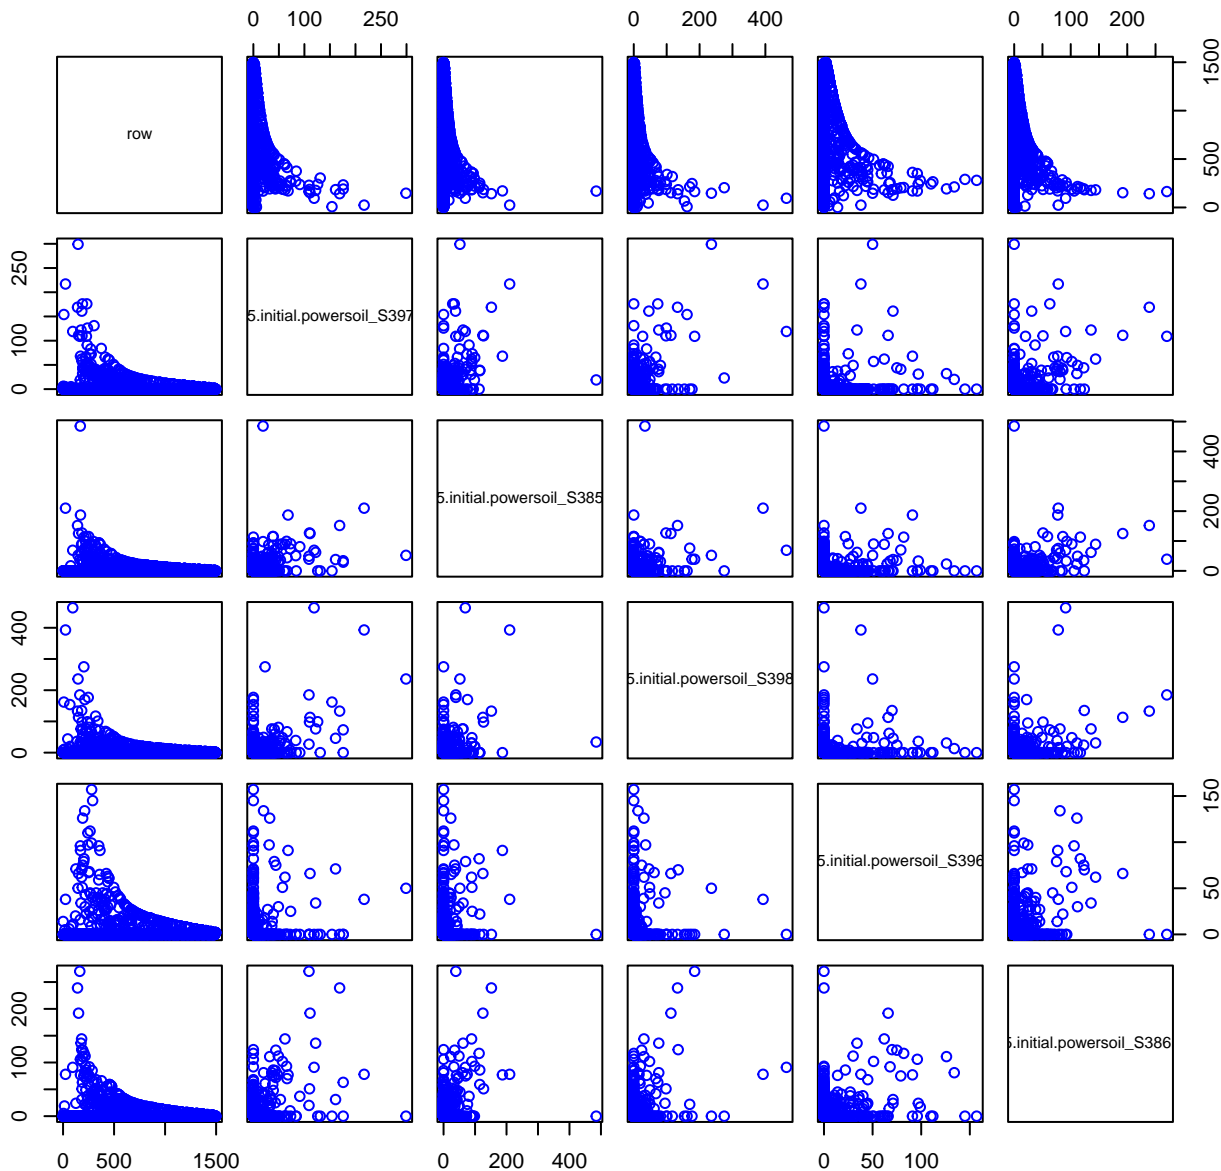 0 100 250
0 200 400
0 100 200
row
0 500 1500
0 100 250
5.initial.powersoil_S397
5.initial.powersoil_S385
0 200 400
0 200 400
5.initial.powersoil_S398
5.initial.powersoil_S396
0 50 150
0 100 200
5.initial.powersoil_S386
0 500 1500
0 200 400
0 50 100